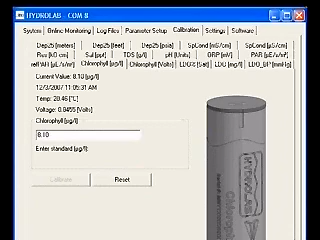 HYDROLAB - COM 8
System Online Monitoring Log Files Parameter Setup Calibration Settings Software
Dep25 [meters] Dep25 [feet] Dep25 [psia] SpCond [mS/cm] SpCond [µS/cm]
Sal [ppt] TDS [g/l] pH [Units] ORP [mV] PAR [µE/s/m²]
Chlorophyll [µg/l] Chlorophyll [Volts] LDO% [Sat] LDO [mg/l] LDO_BP [mmHg]
Current Value: 8.10 [µg/l]
12/3/2007 11:05:31 AM
Temp: 20.46 [°C]
Voltage: 0.8455 [Volts]
Chlorophyll [µg/l]
8.10
Enter standard [µg/l]:
Calibrate Reset
HYDROLAB